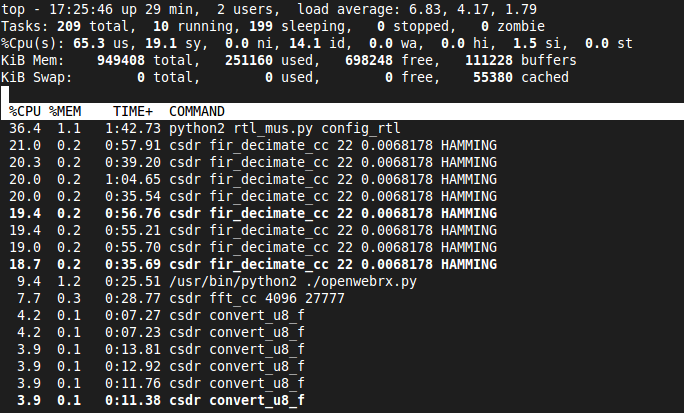 top - 17:25:46 up 29 min,  2 users,  load average: 6.83, 4.17, 1.79
Tasks: 209 total,  10 running, 199 sleeping,   0 stopped,   0 zombie
%Cpu(s): 65.3 us, 19.1 sy,  0.0 ni, 14.1 id,  0.0 wa,  0.0 hi,  1.5 si,  0.0 st
KiB Mem:    949408 total,   251160 used,   698248 free,   111228 buffers
KiB Swap:        0 total,        0 used,        0 free,    55380 cached
%CPU %MEM    TIME+  COMMAND
36.4  1.1   1:42.73 python2 rtl_mus.py config_rtl
21.0  0.2   0:57.91 csdr fir_decimate_cc 22 0.0068178 HAMMING
20.3  0.2   0:39.20 csdr fir_decimate_cc 22 0.0068178 HAMMING
20.0  0.2   1:04.65 csdr fir_decimate_cc 22 0.0068178 HAMMING
20.0  0.2   0:35.54 csdr fir_decimate_cc 22 0.0068178 HAMMING
19.4  0.2   0:56.76 csdr fir_decimate_cc 22 0.0068178 HAMMING
19.4  0.2   0:55.21 csdr fir_decimate_cc 22 0.0068178 HAMMING
19.0  0.2   0:55.70 csdr fir_decimate_cc 22 0.0068178 HAMMING
18.7  0.2   0:35.69 csdr fir_decimate_cc 22 0.0068178 HAMMING
9.4  1.2   0:25.51 /usr/bin/python2 ./openwebrx.py
7.7  0.3   0:28.77 csdr fft_cc 4096 27777
4.2  0.1   0:07.27 csdr convert_u8_f
4.2  0.1   0:07.23 csdr convert_u8_f
3.9  0.1   0:13.81 csdr convert_u8_f
3.9  0.1   0:12.92 csdr convert_u8_f
3.9  0.1   0:11.76 csdr convert_u8_f
3.9  0.1   0:11.38 csdr convert_u8_f